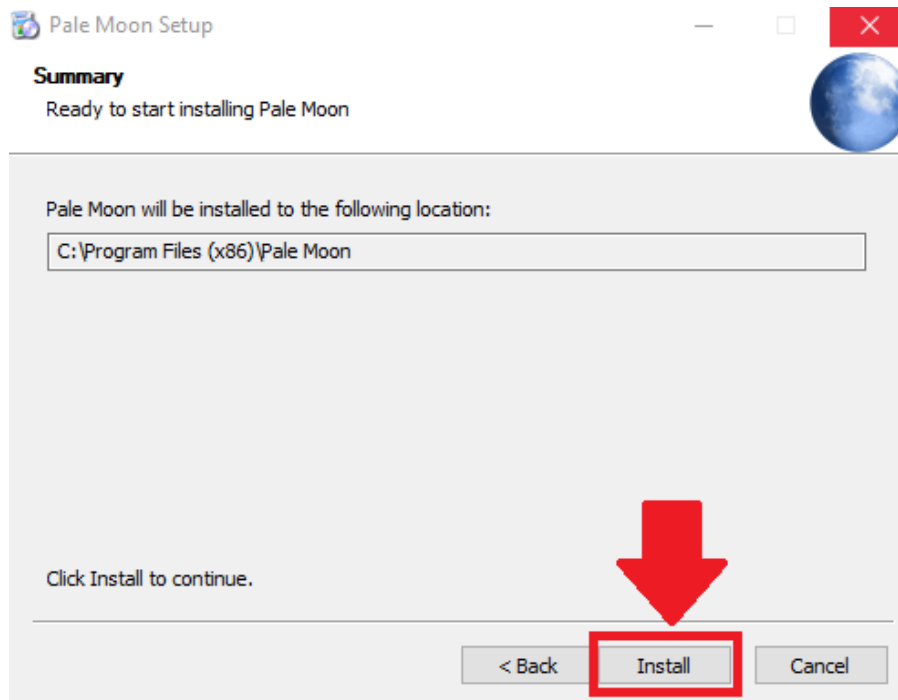 Pale Moon Setup
Summary
Ready to start installing Pale Moon
Pale Moon will be installed to the following location:
C:\Program Files (x86)\Pale Moon
Click Install to continue.
< Back Install Cancel